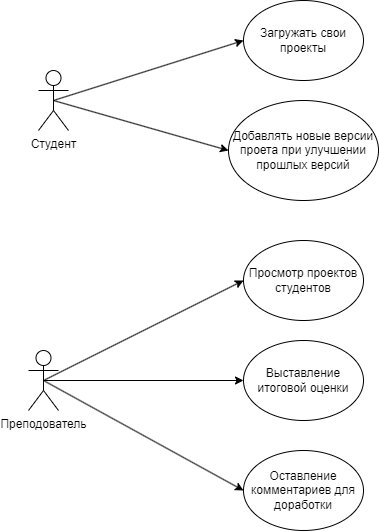 Загружать свои
проекты
Студент
Добавлять новые версии
проета при улучшении
прошлых версий
Просмотр проектов
студентов
Преподователь
Выставление
итоговой оценки
Оставление
комментариев для
доработки